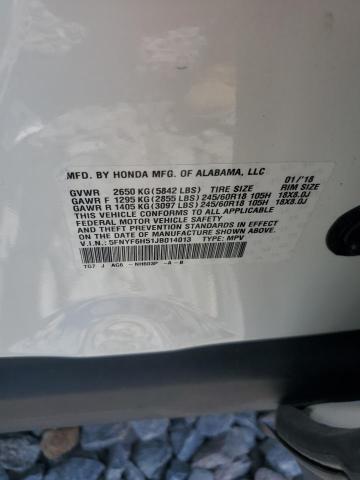 MFD. BY HONDA MFG. OF ALABAMA, LLC 01/'18
GVWR 2650 KG (5842 LBS) TIRE SIZE RIM SIZE
GAWR F 1295 KG (2855 LBS) 245/60R18 105H 18X8.0J
GAWR R 1405 KG (3097 LBS) 245/60R18 105H 18X8.0J
THIS VEHICLE CONFORMS TO ALL APPLICABLE
FEDERAL MOTOR VEHICLE SAFETY AND
THEFT PREVENTION STANDARDS IN EFFECT ON
THE DATE OF MANUFACTURE SHOWN ABOVE.
V.I.N.: 5FNYF6H51JB014013 TYPE: MPV
TG7 J AC6 -NH603P -A-B